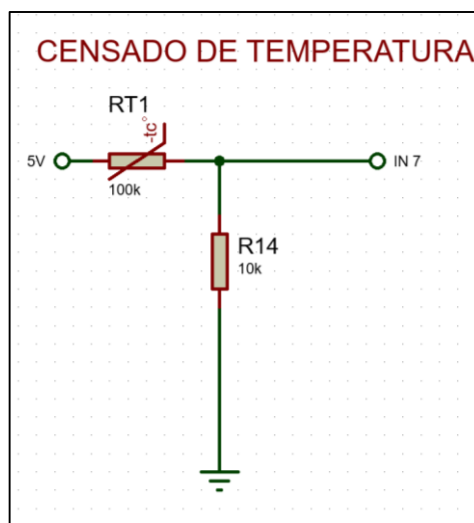 CENSADO DE TEMPERATURA
RT1
-tc°
5V
IN 7
100k
R14
10k